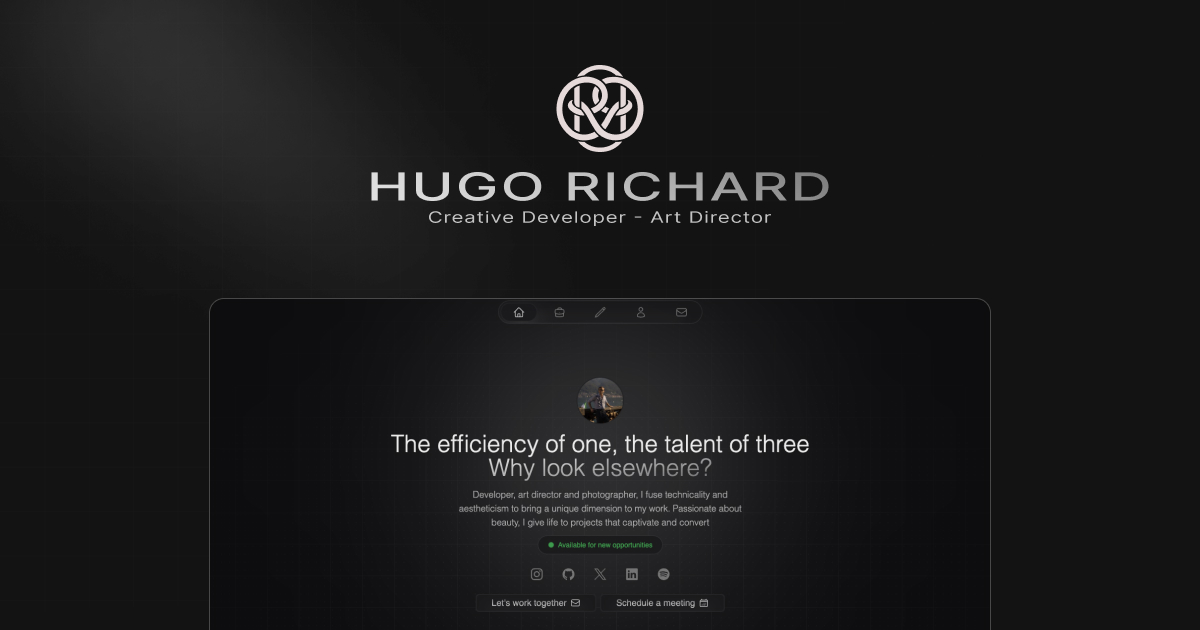 HUGO RICHARD
Creative Developer - Art Director
The efficiency of one, the talent of three
Why look elsewhere?
Developer, art director and photographer, I fuse technicality and
aestheticism to bring a unique dimension to my work. Passionate about
beauty, I give life to projects that captivate and convert
Available for new opportunities
Let's work together
Schedule a meeting